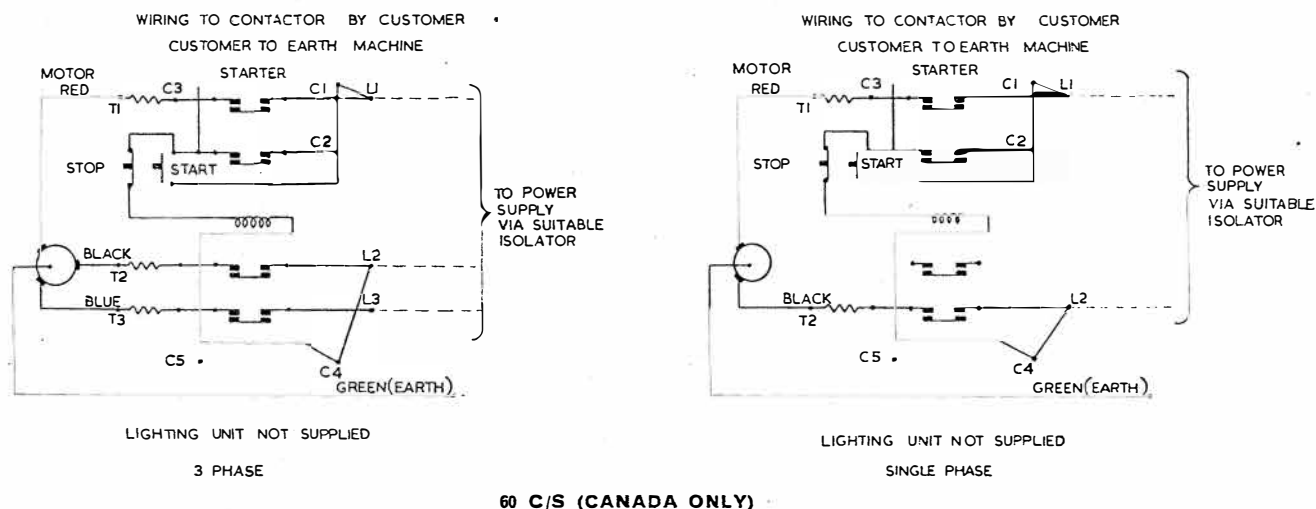 WIRING TO CONTACTOR BY CUSTOMER
CUSTOMER TO EARTH MACHINE
MOTOR
RED
C3
STARTER
C1
L1
T1
C2
STOP
START
TO POWER
SUPPLY
VIA SUITABLE
ISOLATOR
BLACK
T2
L2
BLUE
T3
L3
C5
C4
GREEN(EARTH)
LIGHTING UNIT NOT SUPPLIED
3 PHASE
WIRING TO CONTACTOR BY CUSTOMER
CUSTOMER TO EARTH MACHINE
MOTOR
RED
C3
STARTER
C1
L1
T1
C2
STOP
START
TO POWER
SUPPLY
VIA SUITABLE
ISOLATOR
BLACK
T2
L2
C5
C4
GREEN(EARTH)
LIGHTING UNIT NOT SUPPLIED
SINGLE PHASE
60 C/S (CANADA ONLY)